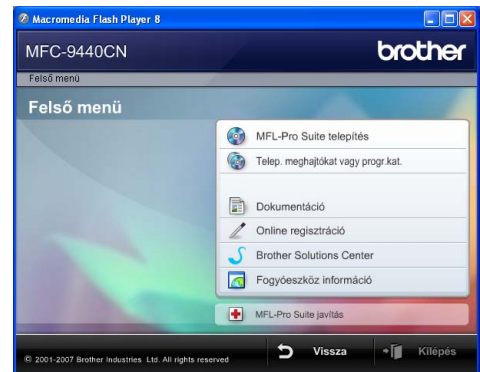 Macromedia Flash Player 8
MFC-9440CN
brother
Felső menü
Felső menü
MFL-Pro Suite telepítés
Telep. meghajtókat vagy progr.kat.
Dokumentáció
Online regisztráció
Brother Solutions Center
Fogyóeszköz információ
MFL-Pro Suite javítás
© 2001-2007 Brother Industries Ltd. All rights reserved
Vissza
Kilépés